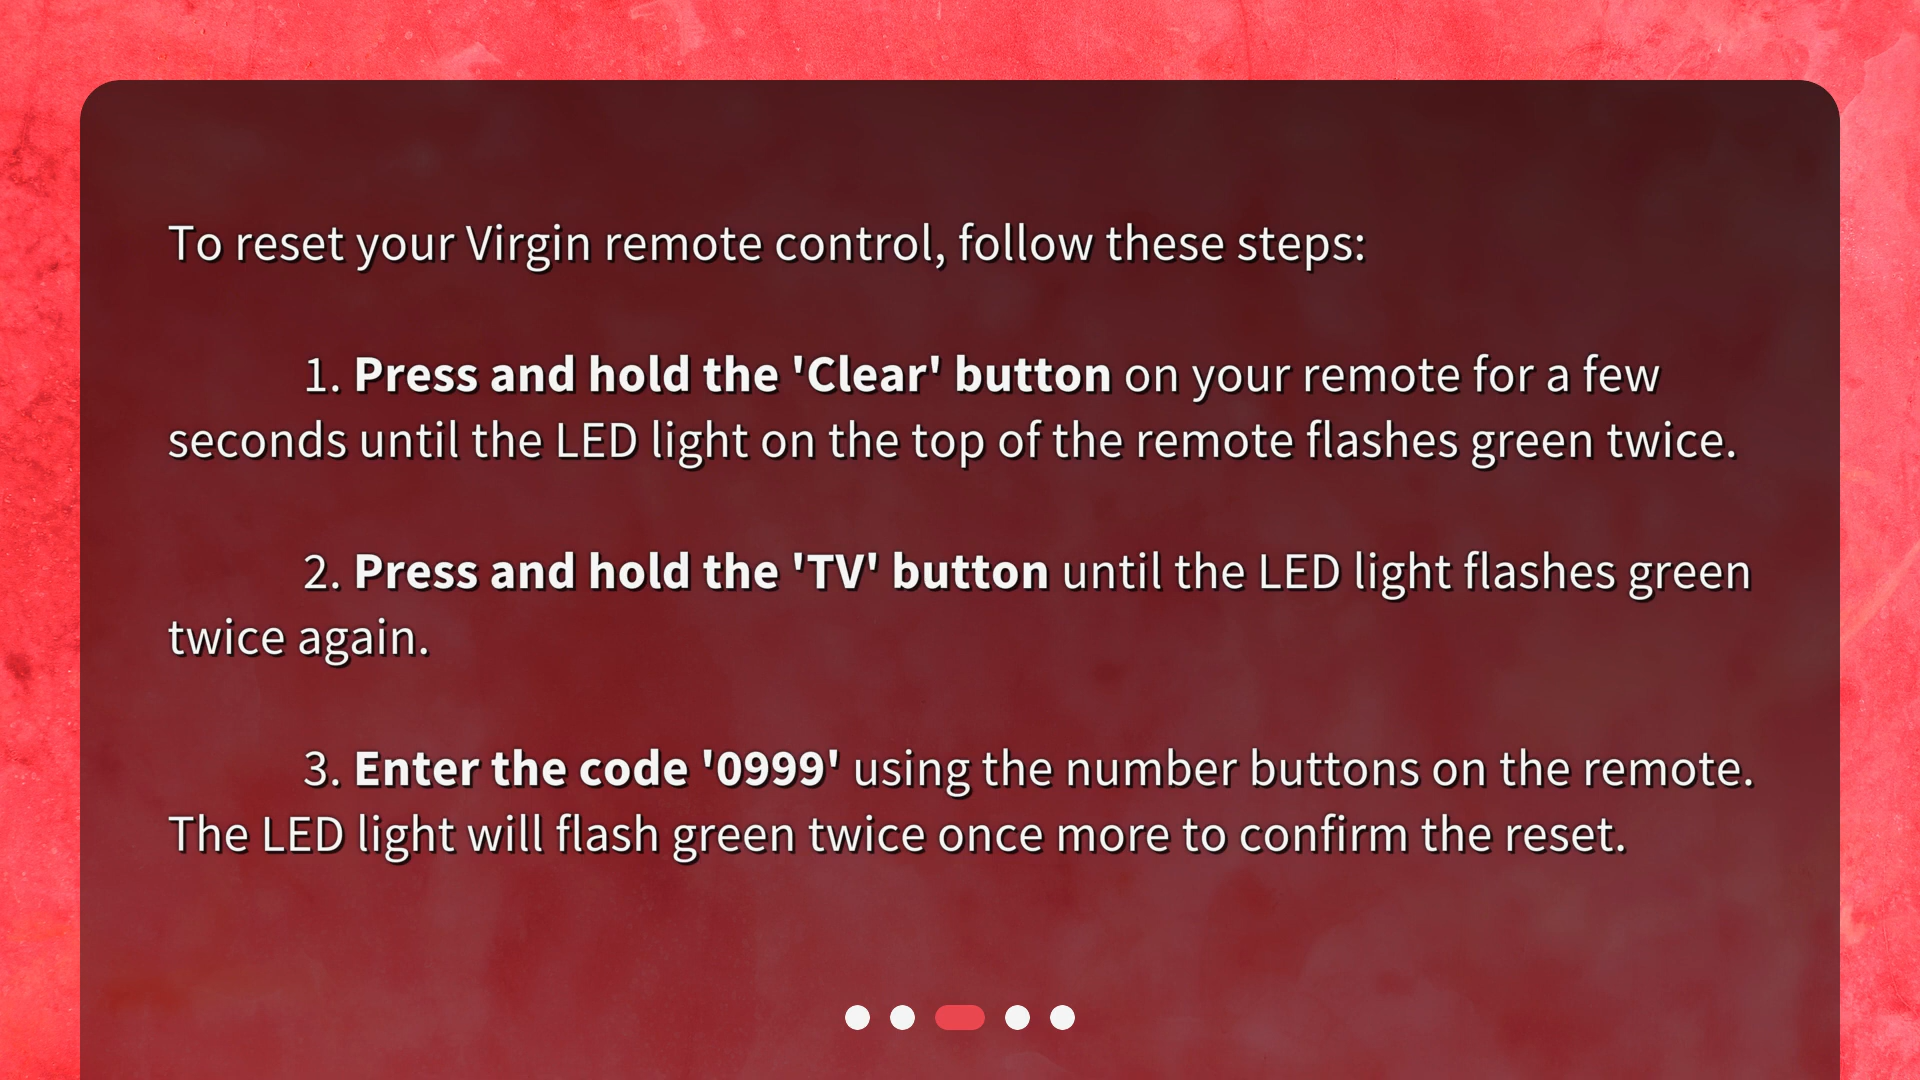 To reset your Virgin remote control, follow these steps:
1. Press and hold the 'Clear' button on your remote for a few
seconds until the LED light on the top of the remote flashes green twice.
2. Press and hold the 'TV' button until the LED light flashes green
twice again.
3. Enter the code '0999' using the number buttons on the remote.
The LED light will flash green twice once more to confirm the reset.